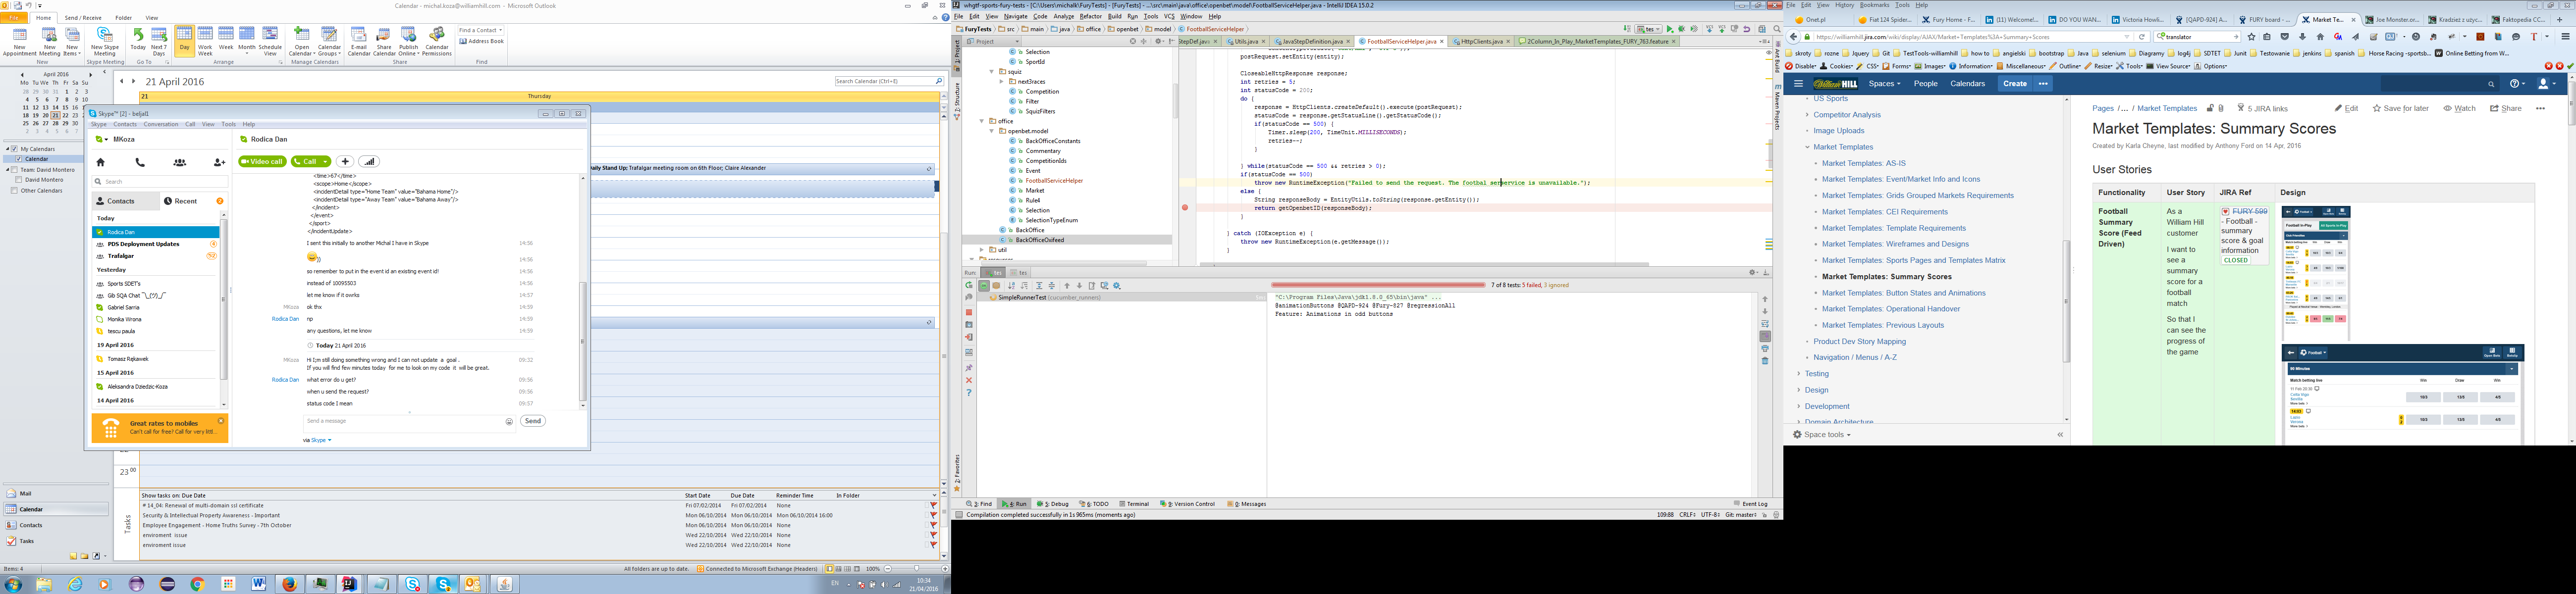 Calendar - michal.koza@williamhill.com - Microsoft Outlook
File
Home
Send / Receive
Folder
View
New Appointment
New Meeting
New Items
New Skype Meeting
Today
Next 7 Days
Day
Work Week
Week
Month
Schedule View
Open Calendar
Calendar Groups
E-mail Calendar
Share Calendar
Publish Online
Calendar Permissions
Find a Contact
Address Book
New
Skype Meeting
Go To
Arrange
Manage Calendars
Share
Find
April 2016
Mo Tu We Th Fr Sa Su
My Calendars
Calendar
Team: David Montero
David Montero
Other Calendars
21 April 2016
Search Calendar (Ctrl+E)
21
Thursday
Daily Stand Up; Trafalgar meeting room on 6th Floor; Claire Alexander
23 00
Skype™ [2] - beljal1
Skype Contacts Conversation Call View Tools Help
MKoza
Search
Contacts
Recent
Today
Rodica Dan
PDS Deployment Updates
Trafalgar
Yesterday
Sports SDET's
Gib SQA Chat ¯\_(ツ)_/¯
Gabriel Sarria
Monika Wrona
tescu paula
19 April 2016
Tomasz Rękawek
15 April 2016
Aleksandra Dziedzic-Koza
14 April 2016
Great rates to mobiles
Can't call for free? Call for very littl...
Rodica Dan
Video call
Call
<time>67</time>
<scope>Home</scope>
<incidentDetail type="Home Team" value="Bahama Home"/>
<incidentDetail type="Away Team" value="Bahama Away"/>
</incident>
</event>
</sport>
</incidentUpdate>
I sent this initially to another Michal I have in Skype 14:56
)) 14:56
so remember to put in the event id an existing event id! 14:56
instead of 10095503 14:56
let me know if it owrks 14:57
MKoza ok thx 14:59
Rodica Dan np 14:59
any questions, let me know 14:59
Today 21 April 2016
MKoza Hi I;m still doing something wrong and I can not update a goal . 09:32
If you will find few minutes today for me to look on my code it will be great.
Rodica Dan what error do u get? 09:56
when u send the request? 09:56
status code I mean 09:57
Send a message
Send
via Skype
Show tasks on: Due Date
Start Date Due Date Reminder Time In Folder
Tasks
# 14_04: Renewal of multi-domain ssl certificate Fri 07/02/2014 Fri 07/02/2014 None
Security & Intellectual Property Awareness - Important Mon 06/10/2014 Mon 06/10/2014 Mon 06/10/2014 16:00
Employee Engagement - Home Truths Survey - 7th October Mon 06/10/2014 Mon 06/10/2014 None
enviroment issue Wed 22/10/2014 Wed 22/10/2014 None
enviroment issue Wed 22/10/2014 Wed 22/10/2014 None
Mail
Calendar
Contacts
Tasks
Items: 4
All folders are up to date.
Connected to Microsoft Exchange (Headers)
100%
EN
10:34
21/04/2016
whgtf-sports-fury-tests - [C:\Users\michalk\FuryTests] - [FuryTests] - ...\src\main\java\office\openbet\model\FootballServiceHelper.java - IntelliJ IDEA 15.0.2
File Edit View Navigate Code Analyze Refactor Build Run Tools VCS Window Help
furyTests
src
main
java
office
openbet
model
FootballServiceHelper
tes
Project
StepDef.java
Utils.java
JavaStepDefinition.java
FootballServiceHelper.java
HttpClients.java
2Column_In_Play_MarketTemplates_FURY_763.feature
Selection
SportId
squiz
next3races
Competition
Filter
SquizFilters
office
openbet.model
BackOfficeConstants
Commentary
CompetitionIds
Event
FootballServiceHelper
Market
Rule4
Selection
SelectionTypeEnum
BackOffice
BackOfficeOxifeed
util
postRequest.setEntity(entity);
CloseableHttpResponse response;
int retries = 5;
int statusCode = 200;
do {
response = HttpClients.createDefault().execute(postRequest);
statusCode = response.getStatusLine().getStatusCode();
if(statusCode == 500) {
Timer.sleep(200, TimeUnit.MILLISECONDS);
retries--;
}
} while(statusCode == 500 && retries > 0);
if(statusCode == 500)
throw new RuntimeException("Failed to send the request. The footbal_serservice is unavailable.");
else {
String responseBody = EntityUtils.toString(response.getEntity());
return getOpenbetID(responseBody);
}
} catch (IOException e) {
throw new RuntimeException(e.getMessage());
}
Run: tes tes
SimpleRunnerTest (cucumber_runners)
7 of 8 tests: 5 failed, 3 ignored
"C:\Program Files\Java\jdk1.8.0_65\bin\java" ...
@animationButtons @QAPD-924 @Fury-827 @regressionAll
Feature: Animations in odd buttons
3: Find
4: Run
5: Debug
6: TODO
Terminal
9: Version Control
0: Messages
Event Log
Compilation completed successfully in 1s 965ms (moments ago)
109:88 CRLF÷ UTF-8÷ Git: master÷
1: Project
7: Structure
2: Favorites
Ant Build
Maven Projects
File Edit View History Bookmarks Tools Help
Onet.pl
Fiat 124 Spider...
Fury Home - F...
(11) Welcome!...
DO YOU WAN...
Victoria Howli...
[QAPD-924] A...
FURY board - ...
Market Te...
Joe Monster.or...
Kradzież z użyc...
Faktopedia CC...
https://williamhill.jira.com/wiki/display/AJAX/Market+Templates%3A+Summary+Scores
translator
skroty rozne Jquery Git TestTools-williamhill how to angielski bootstrap Java selenium Diagramy log4j SDTET Junit Testowanie jenkins spanish Horse Racing -sportsb... Online Betting from W...
Disable Cookies CSS Forms Images Information Miscellaneous Outline Resize Tools View Source Options
William HILL
Spaces
People
Calendars
Create
US Sports
Competitor Analysis
Image Uploads
Market Templates
Market Templates: AS-IS
Market Templates: Event/Market Info and Icons
Market Templates: Grids Grouped Markets Requirements
Market Templates: CEI Requirements
Market Templates: Template Requirements
Market Templates: Wireframes and Designs
Market Templates: Sports Pages and Templates Matrix
Market Templates: Summary Scores
Market Templates: Button States and Animations
Market Templates: Operational Handover
Market Templates: Previous Layouts
Product Dev Story Mapping
Navigation / Menus / A-Z
Testing
Design
Development
Domain Architecture
Space tools
Pages /... / Market Templates
5 JIRA links
Edit
Save for later
Watch
Share
Market Templates: Summary Scores
Created by Karla Cheyne, last modified by Anthony Ford on 14 Apr, 2016
User Stories
Functionality
User Story
JIRA Ref
Design
Football Summary Score (Feed Driven)
As a William Hill customer
I want to see a summary score for a football match
So that I can see the progress of the game
FURY-599 - Football - summary score & goal information
CLOSED
Football In-Play
Football
90 Minutes
Match betting live
Win
Draw
Win